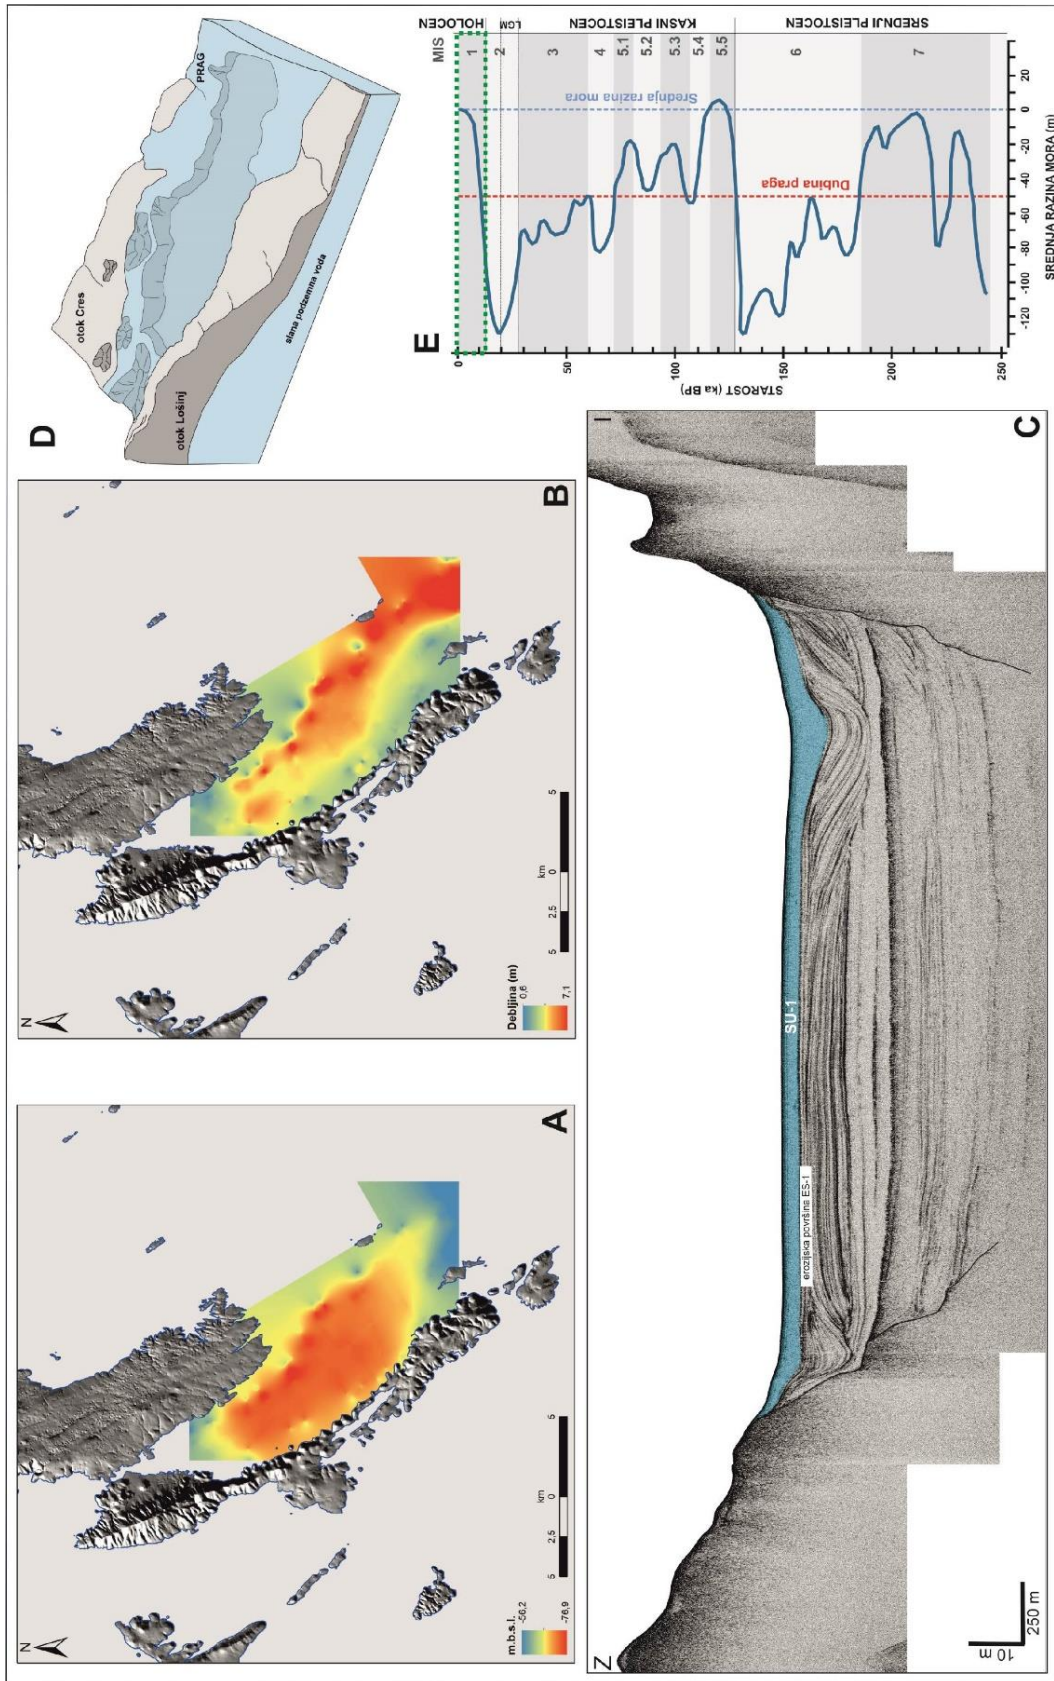 N
m.b.s.l.
-56,2
-76,9
5 2,5 0 5
km
A
N
Debljina (m)
0,6
7,1
5 2,5 0 5
km
B
D
otok Cres
PRAG
otok Lošinj
slana podzemna voda
Z
I
SU-1
erozijska površina ES-1
10 m
250 m
C
E
MIS
HOLOCEN
LGM
KASNI PLEISTOCEN
SREDNJI PLEISTOCEN
1 2 3 4 5.1 5.2 5.3 5.4 5.5 6 7
Srednja razina mora
Dubina praga
20
0
-20
-40
-60
-80
-100
-120
SREDNJA RAZINA MORA (m)
0 50 100 150 200 250
STAROST (ka BP)